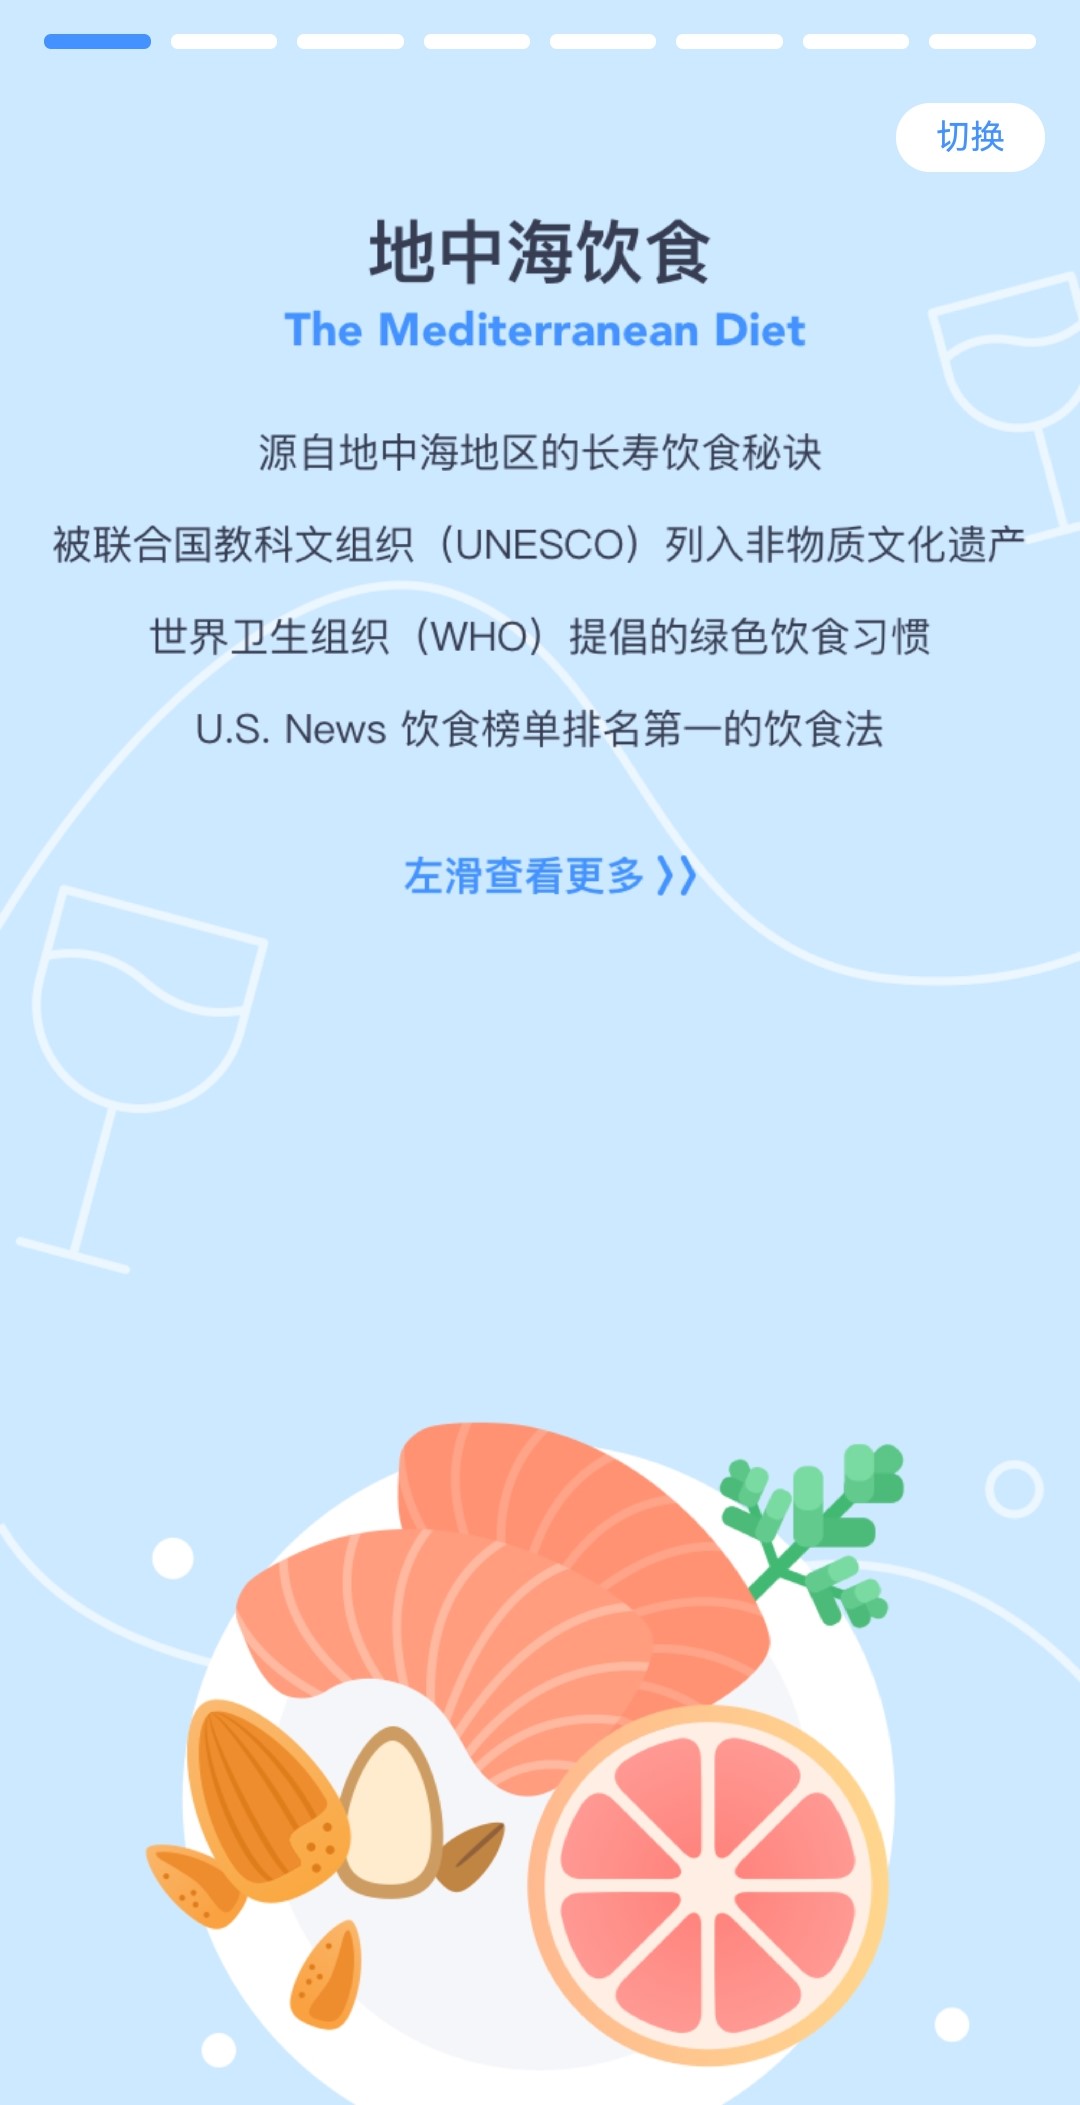 切换
地中海饮食
The Mediterranean Diet
源自地中海地区的长寿饮食秘诀
被联合国教科文组织（UNESCO）列入非物质文化遗产
世界卫生组织（WHO）提倡的绿色饮食习惯
U.S. News 饮食榜单排名第一的饮食法
左滑查看更多 》